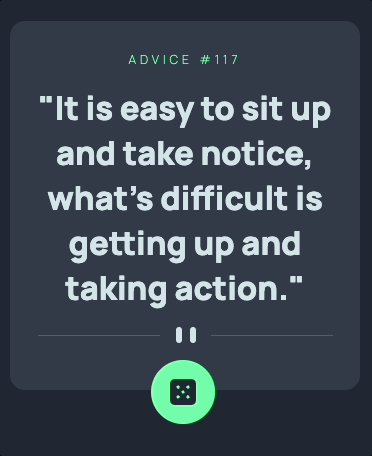 ADVICE #117
"It is easy to sit up
and take notice,
what's difficult is
getting up and
taking action."